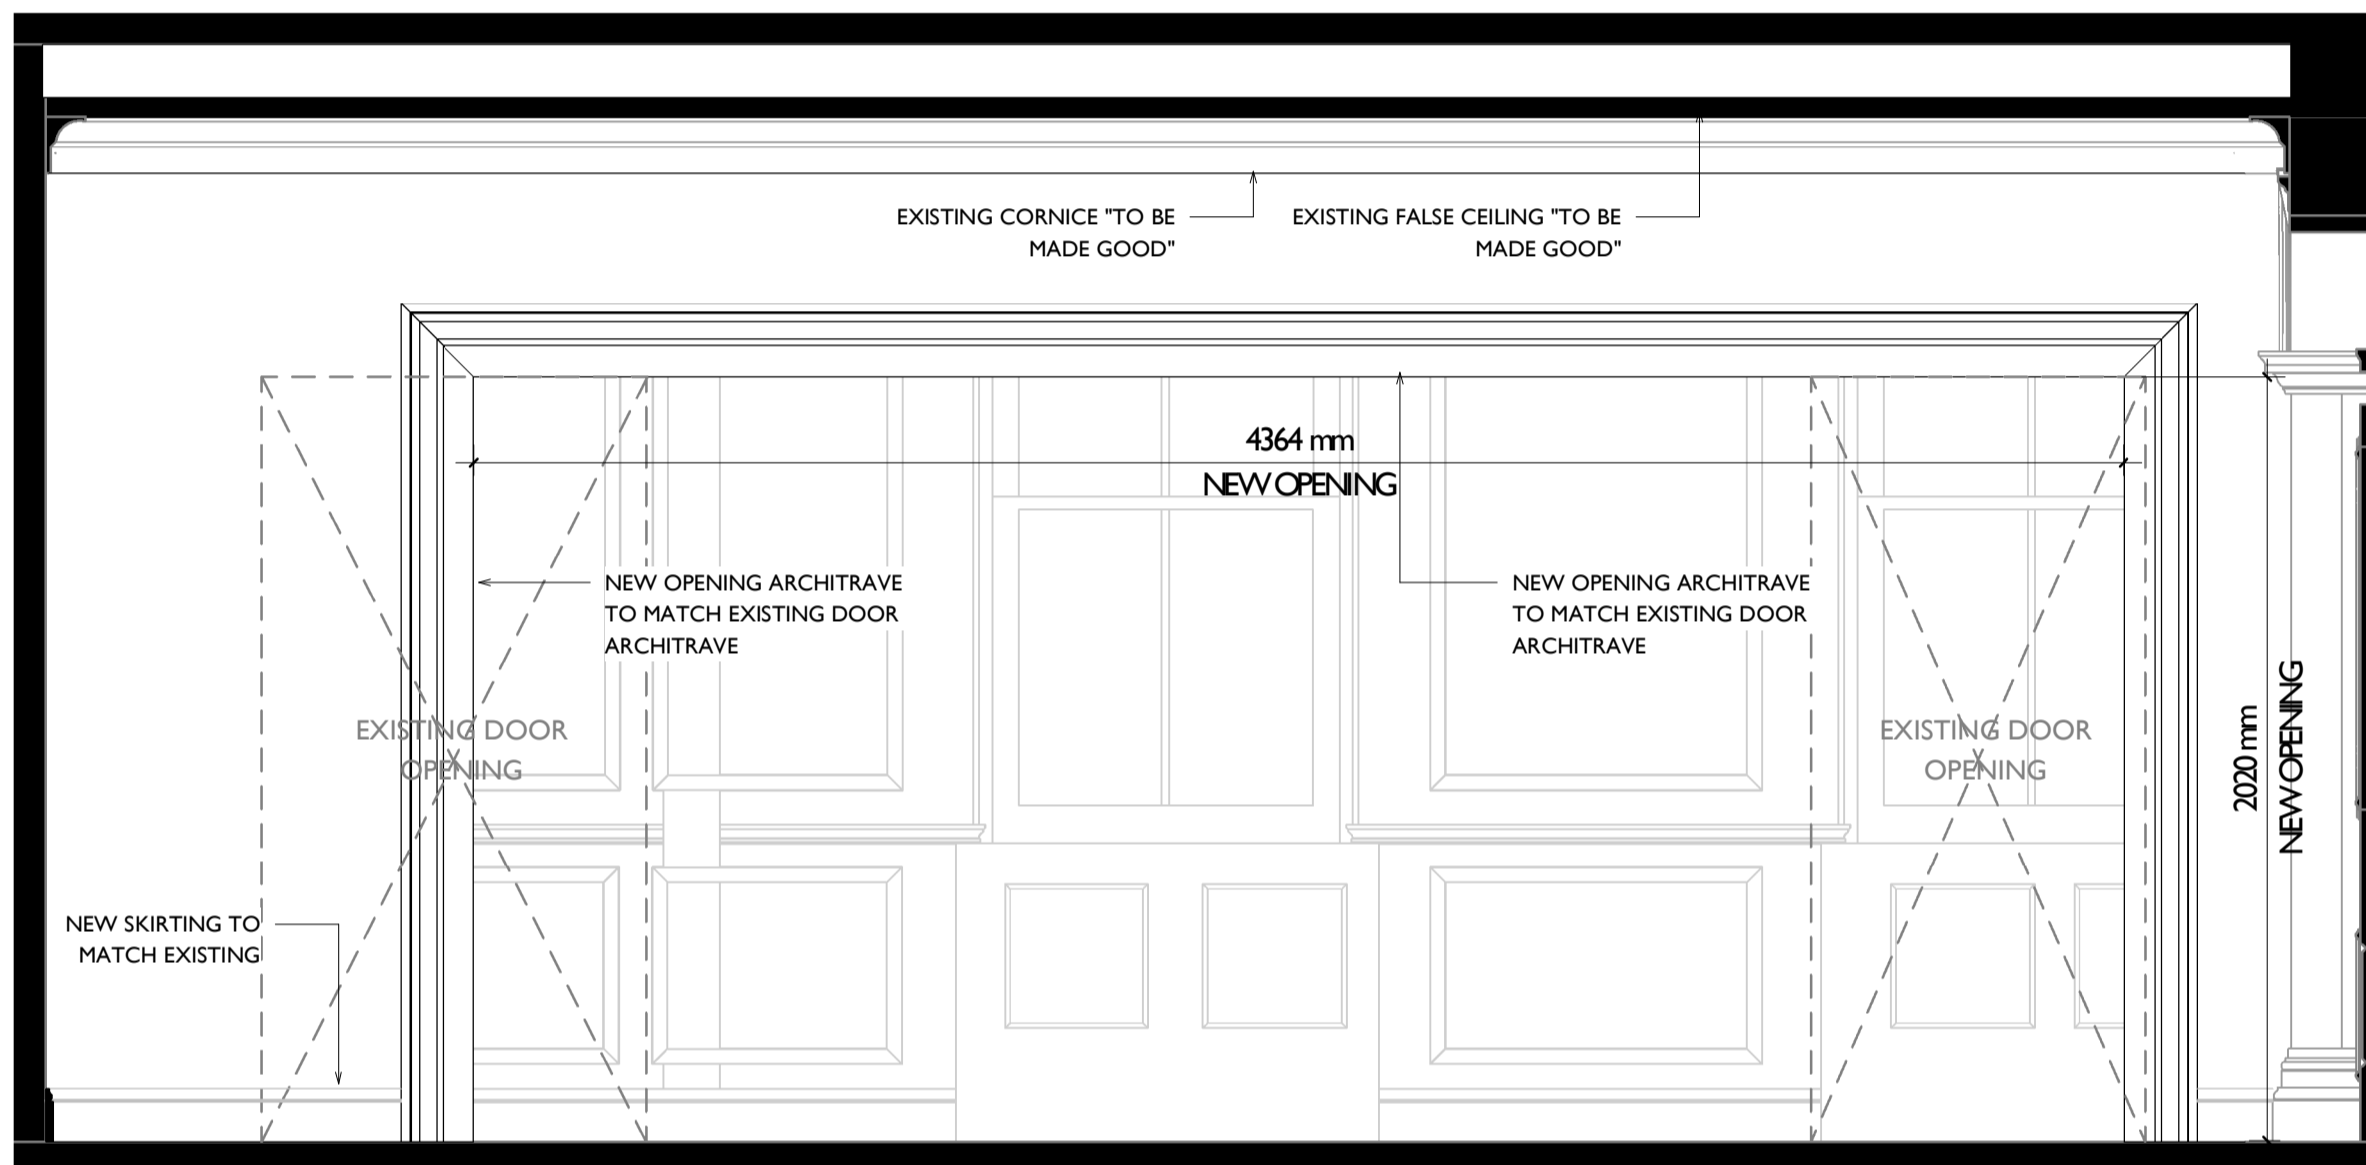 EXISTING CORNICE "TO BE
MADE GOOD"
EXISTING FALSE CEILING "TO BE
MADE GOOD"
4364 mm
NEW OPENING
NEW OPENING ARCHITRAVE
TO MATCH EXISTING DOOR
ARCHITRAVE
NEW OPENING ARCHITRAVE
TO MATCH EXISTING DOOR
ARCHITRAVE
EXISTING DOOR
OPENING
EXISTING DOOR
OPENING
2020 mm
NEW OPENING
NEW SKIRTING TO
MATCH EXISTING